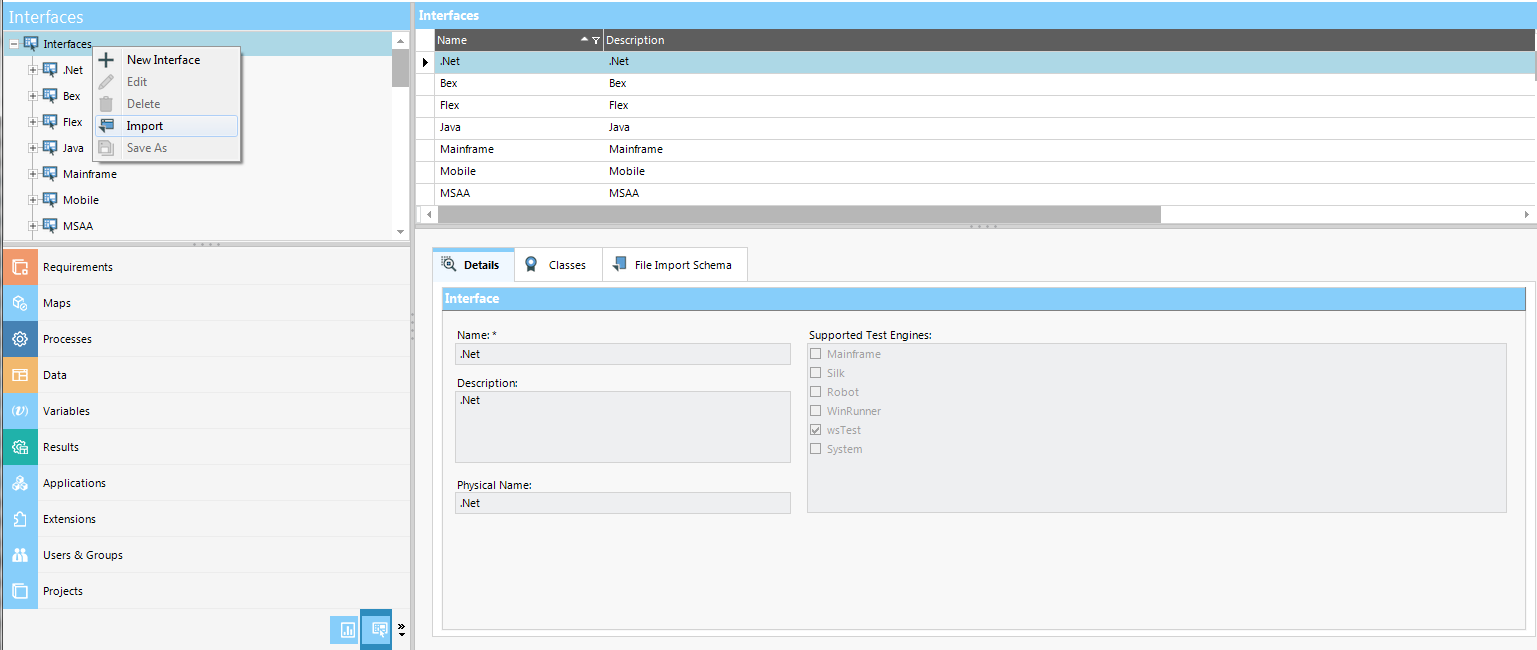 Interfaces
Interfaces
.Net
Bex
Flex
Java
Mainframe
Mobile
MSAA
New Interface
Edit
Delete
Import
Save As
Requirements
Maps
Processes
Data
(v)
Variables
Results
Applications
Extensions
Users & Groups
Projects
Interfaces
Name Description
.Net .Net
Bex Bex
Flex Flex
Java Java
Mainframe Mainframe
Mobile Mobile
MSAA MSAA
Details Classes File Import Schema
Interface
Name: *
.Net
Description:
.Net
Physical Name:
.Net
Supported Test Engines:
Mainframe
Silk
Robot
WinRunner
wsTest
System